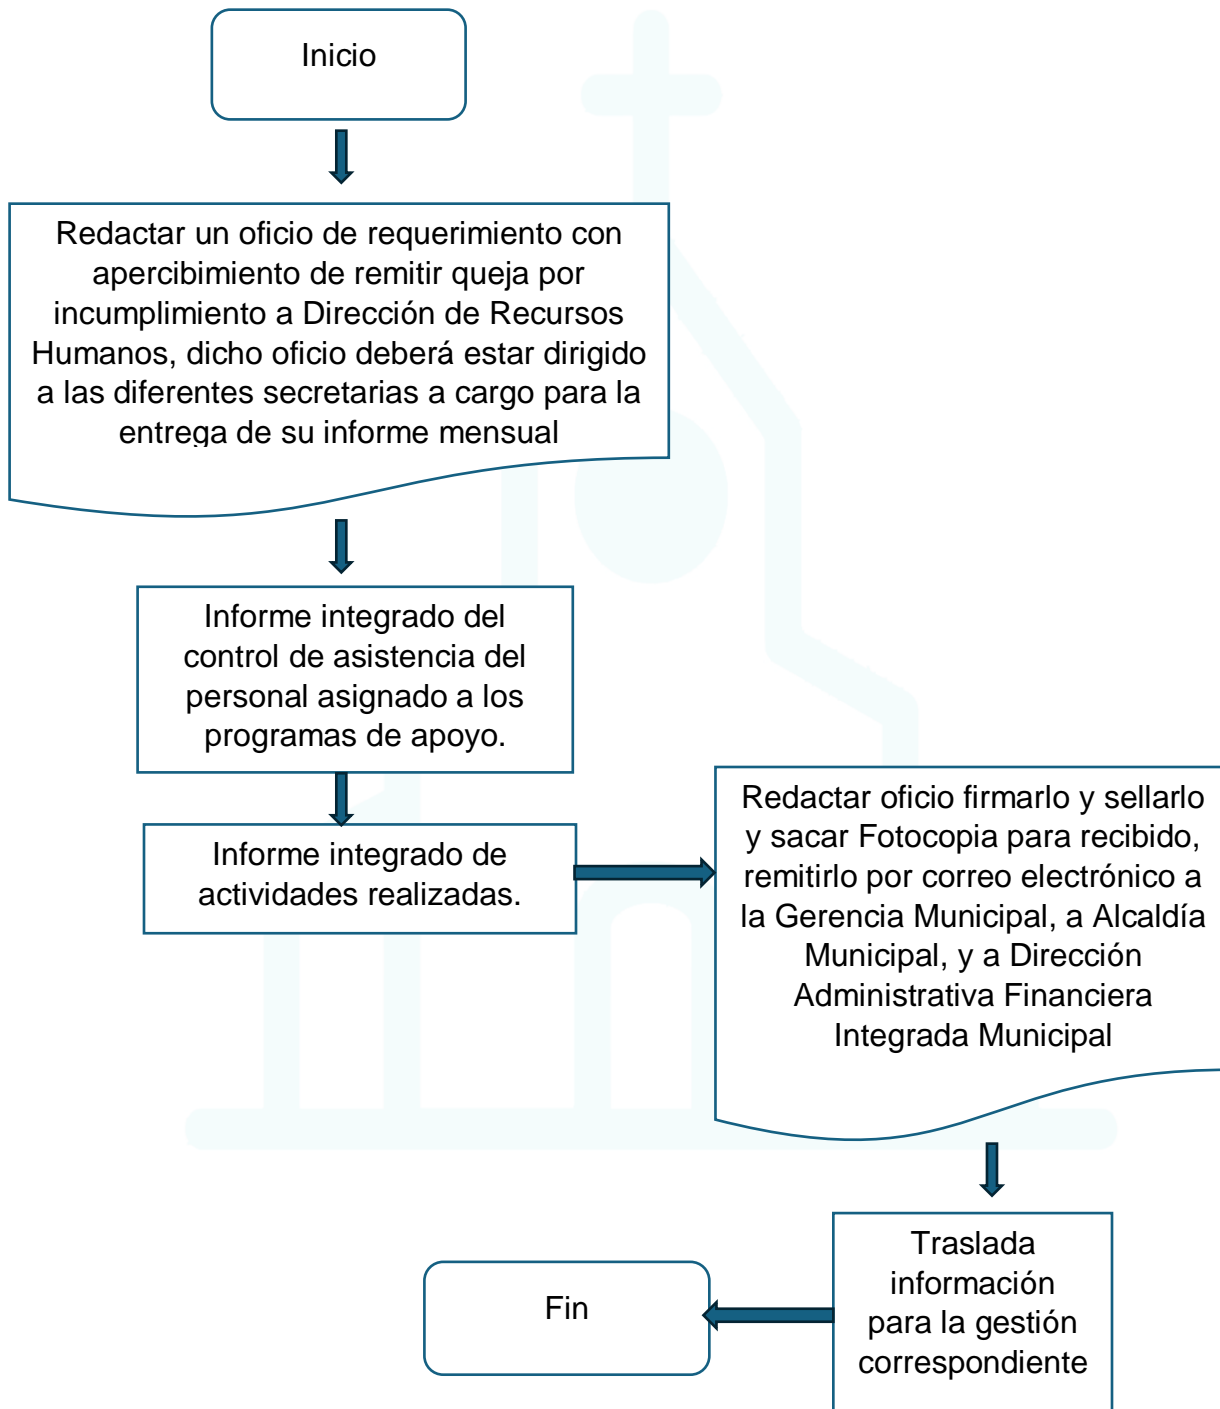 Inicio
Redactar un oficio de requerimiento con
apercibimiento de remitir queja por
incumplimiento a Dirección de Recursos
Humanos, dicho oficio deberá estar dirigido
a las diferentes secretarias a cargo para la
entrega de su informe mensual
Informe integrado del
control de asistencia del
personal asignado a los
programas de apoyo.
Informe integrado de
actividades realizadas.
Redactar oficio firmarlo y sellarlo
y sacar Fotocopia para recibido,
remitirlo por correo electrónico a
la Gerencia Municipal, a Alcaldía
Municipal, y a Dirección
Administrativa Financiera
Integrada Municipal
Traslada
información
para la gestión
correspondiente
Fin